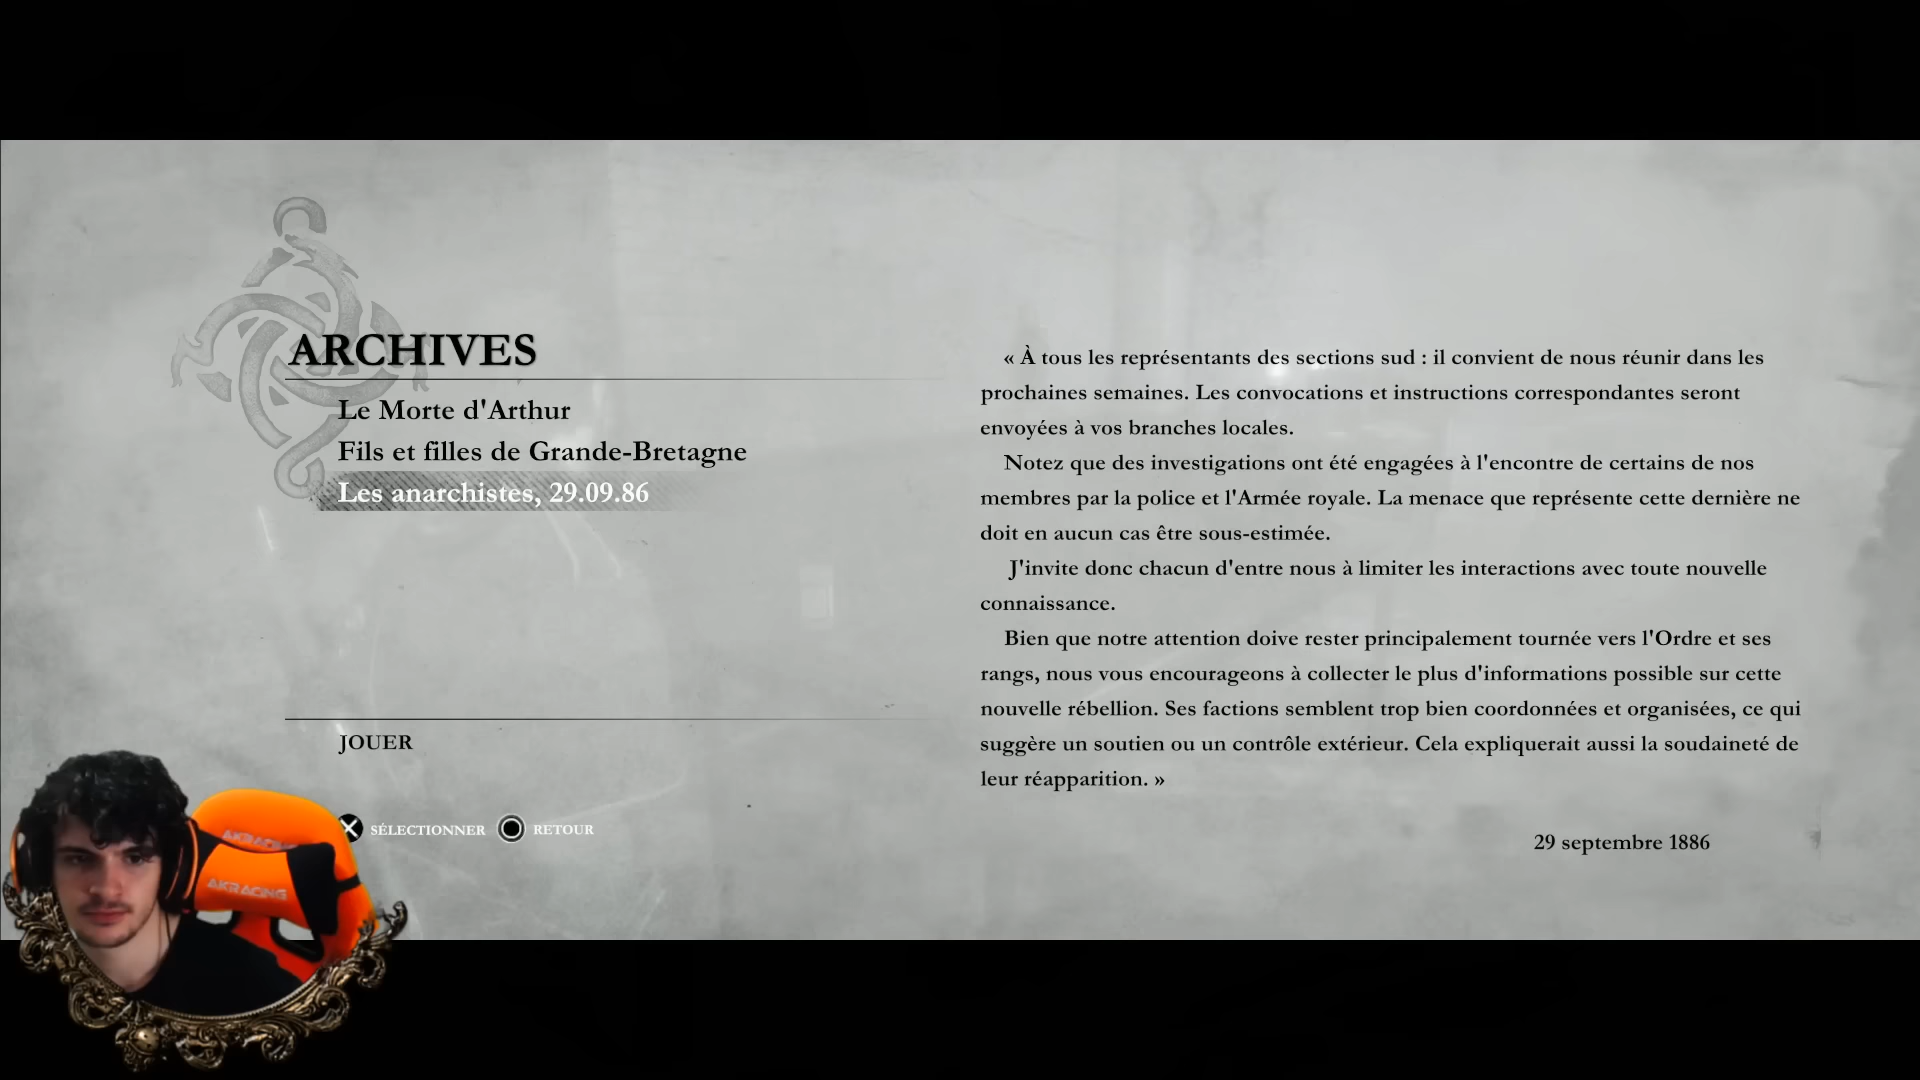 ARCHIVES
Le Morte d'Arthur
Fils et filles de Grande-Bretagne
Les anarchistes, 29.09.86
JOUER
SÉLECTIONNER RETOUR
« À tous les représentants des sections sud : il convient de nous réunir dans les
prochaines semaines. Les convocations et instructions correspondantes seront
envoyées à vos branches locales.
Notez que des investigations ont été engagées à l'encontre de certains de nos
membres par la police et l'Armée royale. La menace que représente cette dernière ne
doit en aucun cas être sous-estimée.
J'invite donc chacun d'entre nous à limiter les interactions avec toute nouvelle
connaissance.
Bien que notre attention doive rester principalement tournée vers l'Ordre et ses
rangs, nous vous encourageons à collecter le plus d'informations possible sur cette
nouvelle rébellion. Ses factions semblent trop bien coordonnées et organisées, ce qui
suggère un soutien ou un contrôle extérieur. Cela expliquerait aussi la soudaineté de
leur réapparition. »
29 septembre 1886
AKRACING
AKRACING